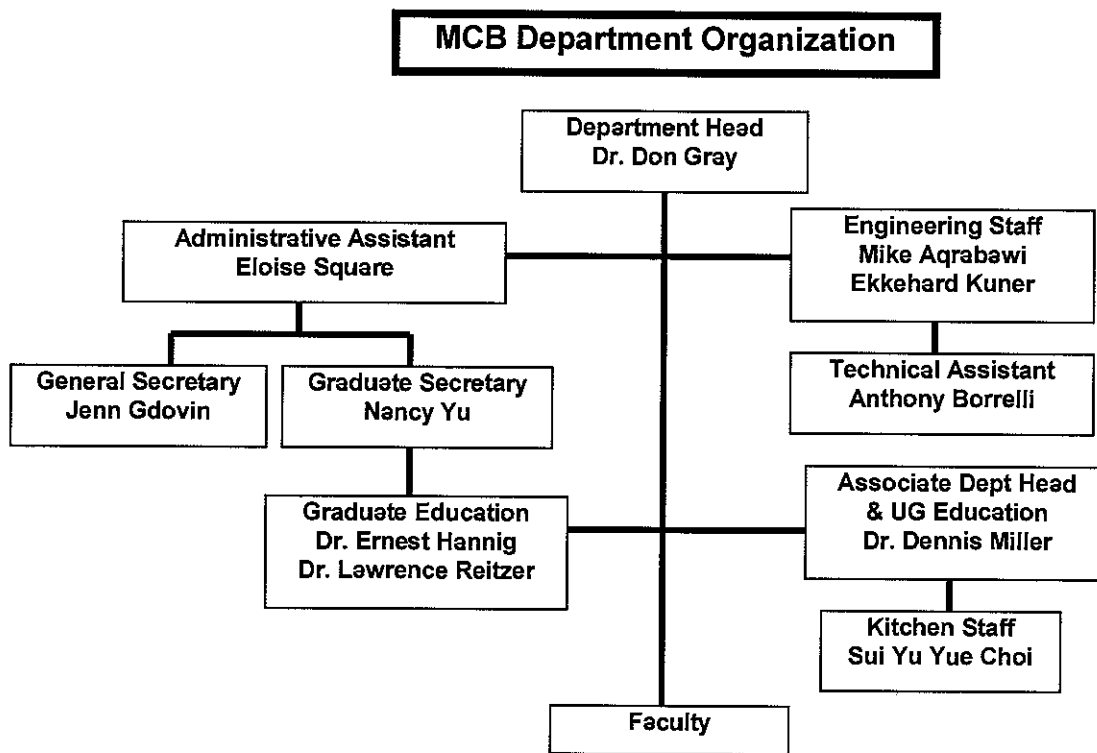 MCB Department Organization
Department Head
Dr. Don Gray
Administrative Assistant
Eloise Square
Engineering Staff
Mike Aqrabawi
Ekkehard Kuner
General Secretary
Jenn Gdovin
Graduate Secretary
Nancy Yu
Technical Assistant
Anthony Borrelli
Graduate Education
Dr. Ernest Hannig
Dr. Lawrence Reitzer
Associate Dept Head
& UG Education
Dr. Dennis Miller
Kitchen Staff
Sui Yu Yue Choi
Faculty